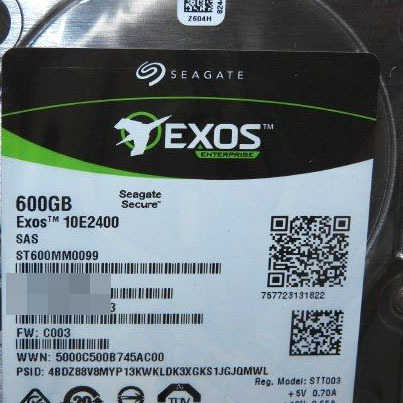 Z604H
SEAGATE
EXOS™
ENTERPRISE
600GB
Seagate
Secure™
Exos™ 10E2400
SAS
ST600MM0099
757723131822
3
FW: C003
WWN: 5000C500B745AC00
PSID: 4BDZ88V8MYP13KWKLDK3XGKS1JGJQMWL
Reg. Model: STT003
+5V 0.70A